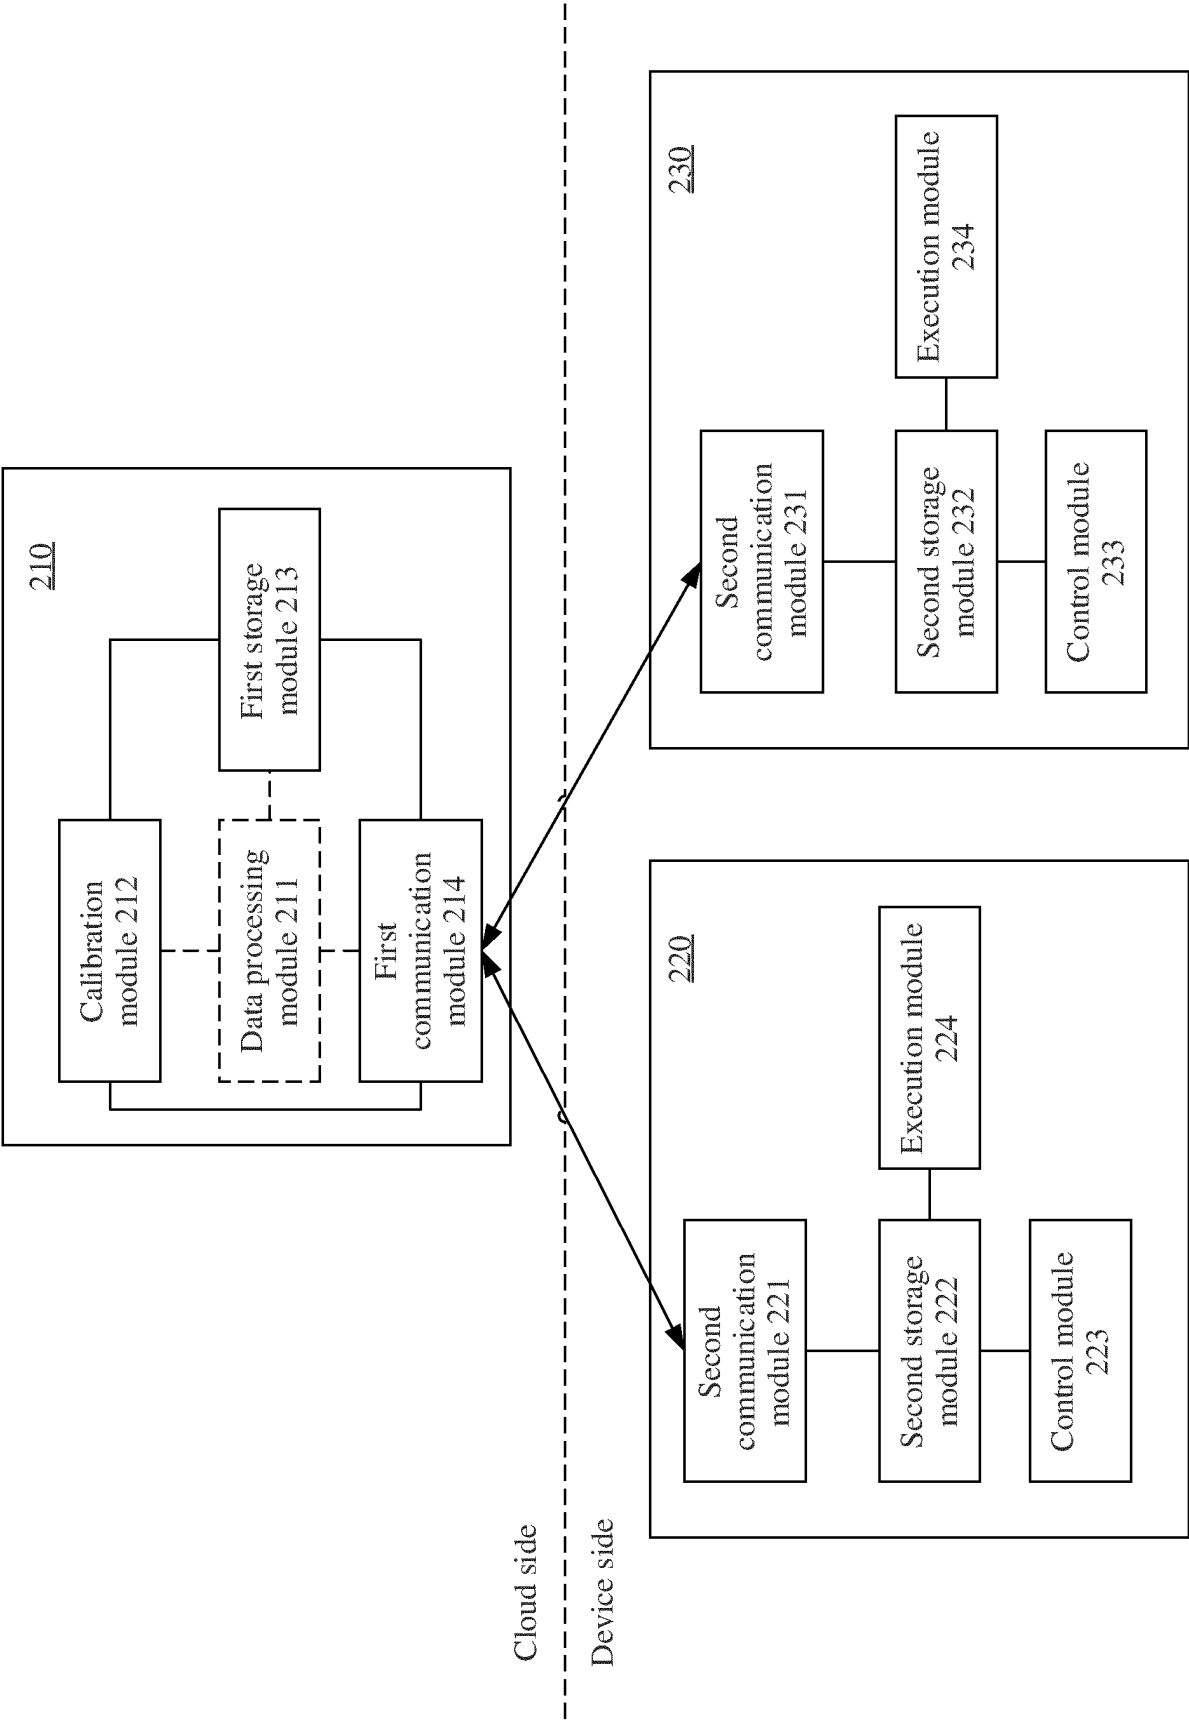 210
Calibration
module 212
First storage
module 213
Data processing
module 211
First
communication
module 214
Cloud side
Device side
220
Second
communication
module 221
Second storage
module 222
Execution module
224
Control module
223
230
Second
communication
module 231
Second storage
module 232
Execution module
234
Control module
233